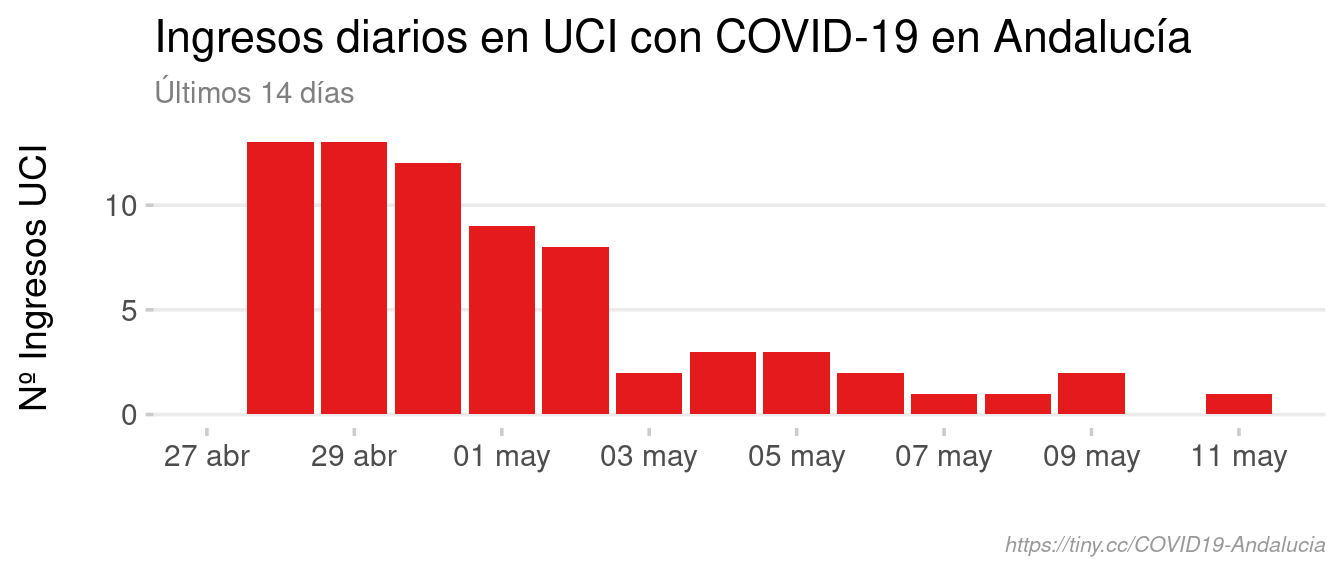 Ingresos diarios en UCI con COVID-19 en Andalucía
Últimos 14 días
Nº Ingresos UCI
10
5
0
27 abr 29 abr 01 may 03 may 05 may 07 may 09 may 11 may
https://tiny.cc/COVID19-Andalucia